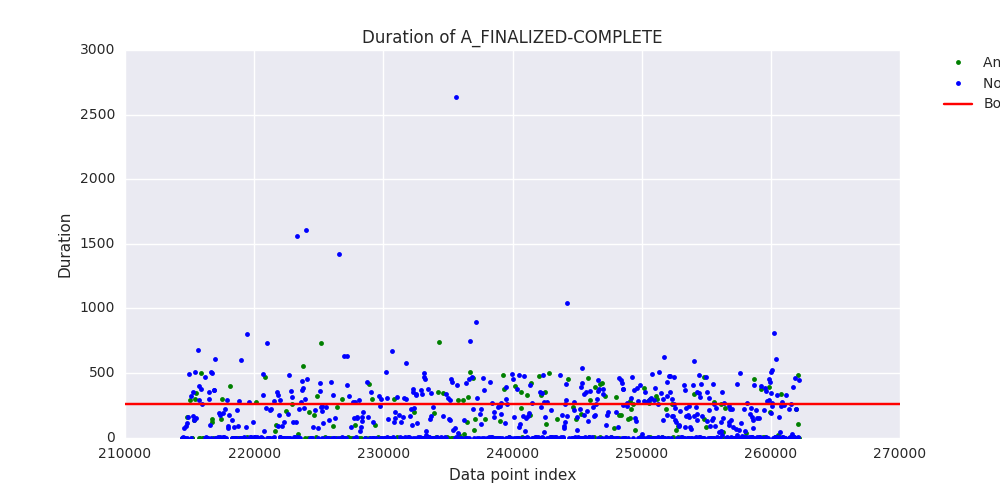 Duration of A_FINALIZED-COMPLETE
3000
2500
2000
1500
1000
500
0
Duration
210000 220000 230000 240000 250000 260000 270000
Data point index
An
No
Bo